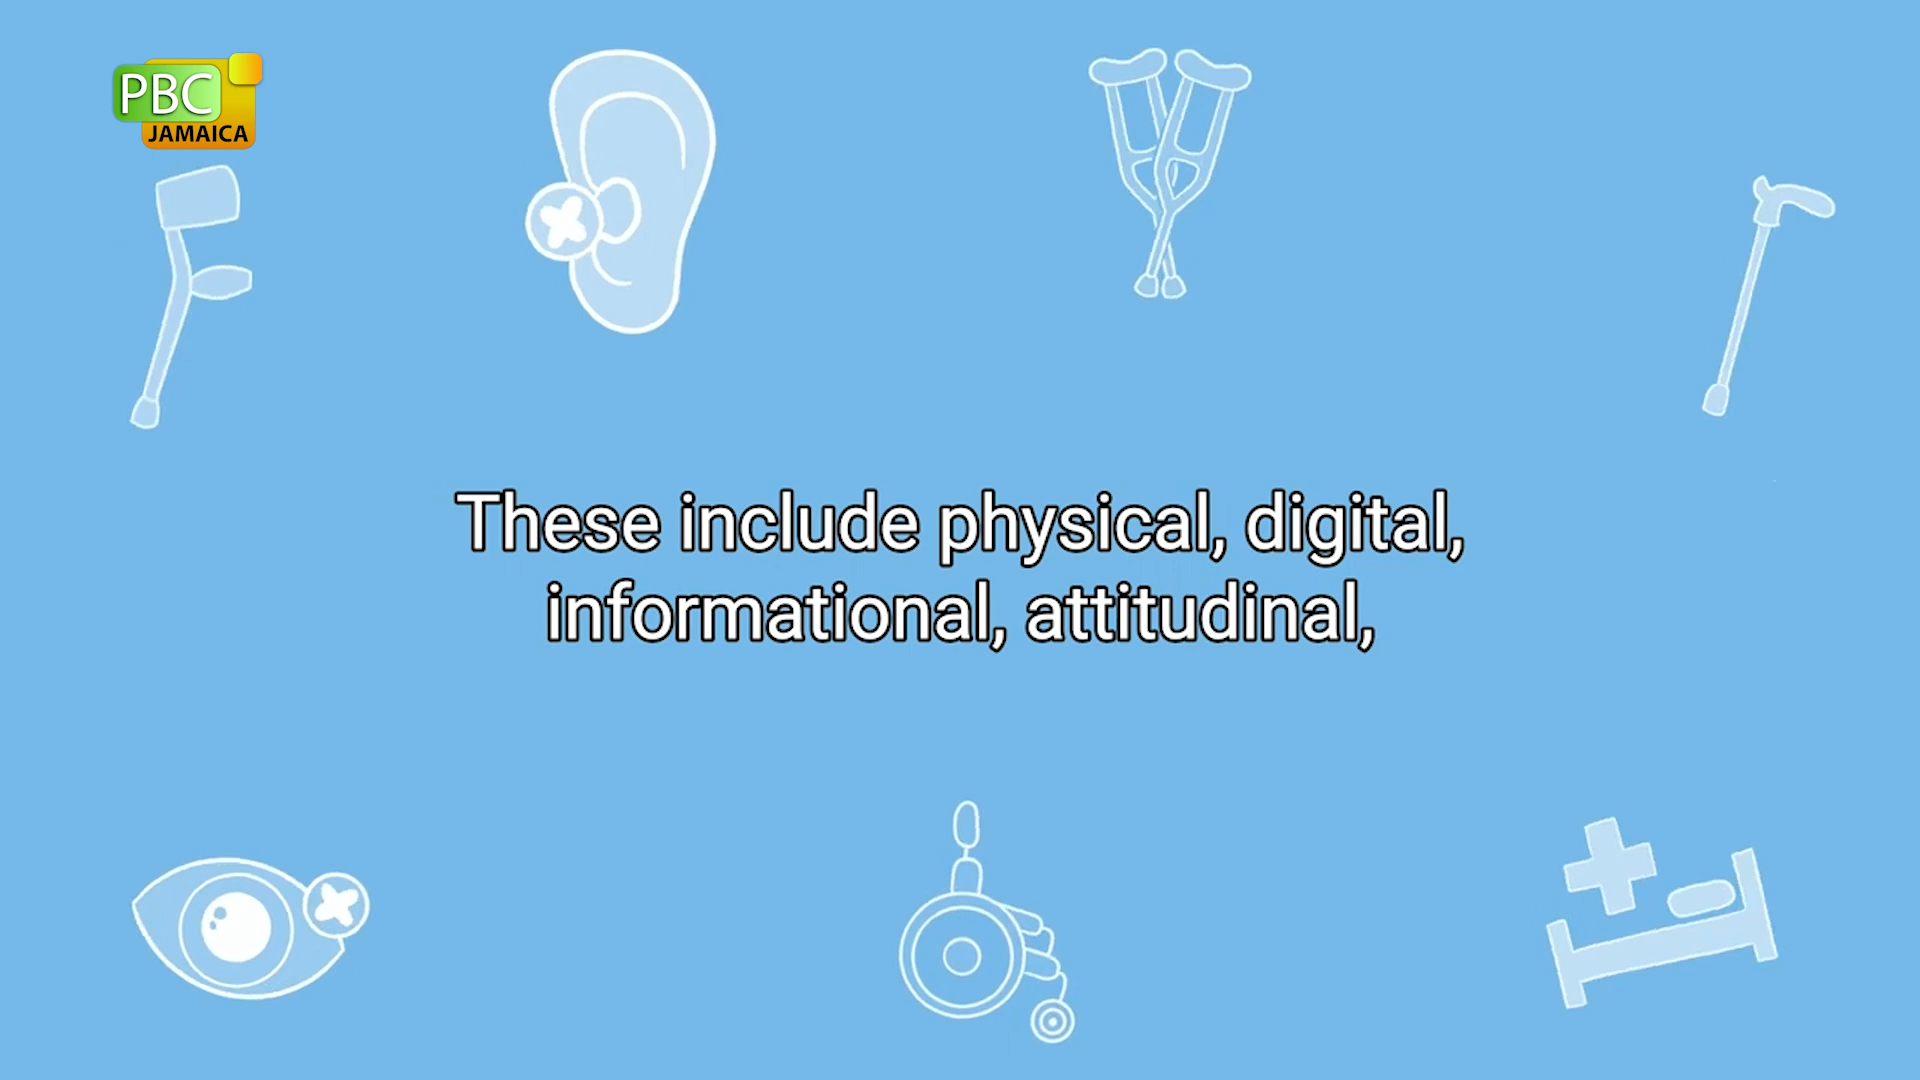 PBC
JAMAICA
These include physical, digital,
informational, attitudinal,